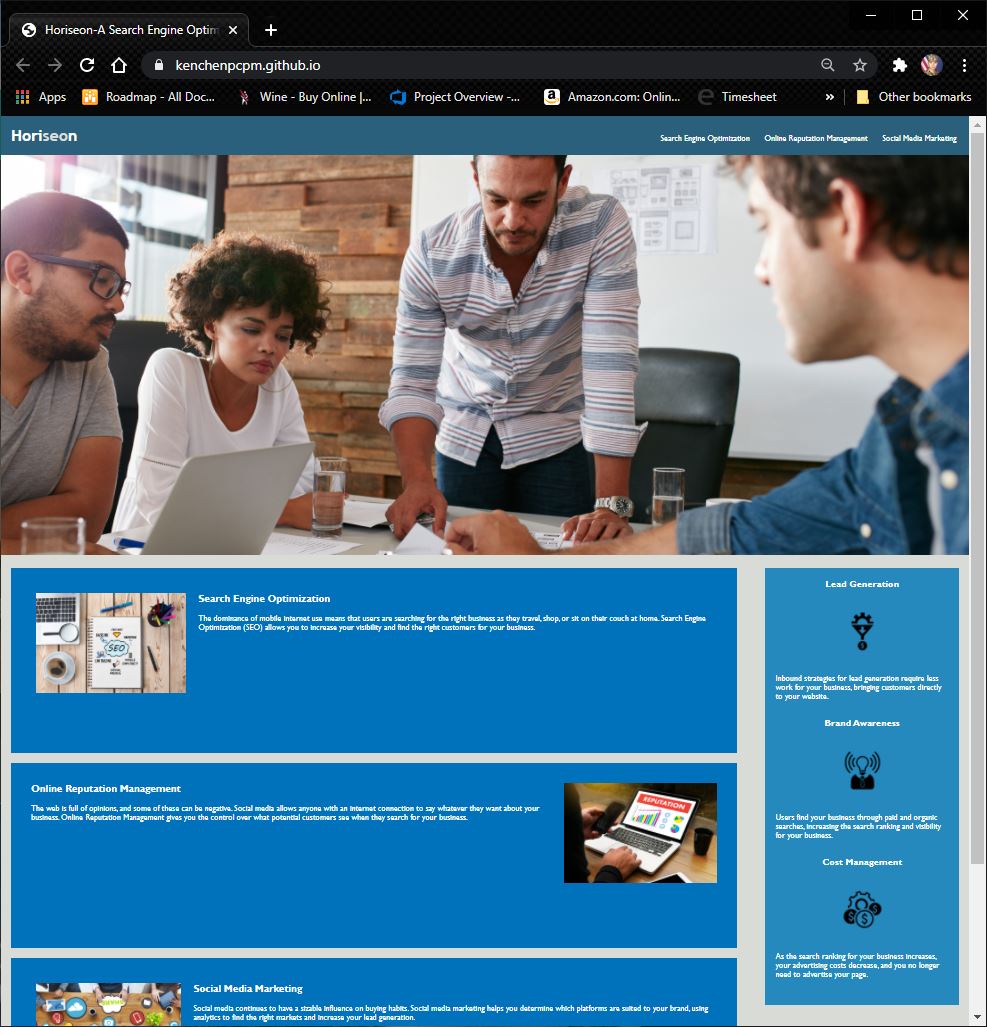 Horiseon-A Search Engine Optim
kenchenpcpm.github.io
Apps
Roadmap - All Doc...
Wine - Buy Online |...
Project Overview -...
Amazon.com: Onlin...
Timesheet
»
Other bookmarks
Horiseon
Search Engine Optimization
Online Reputation Management
Social Media Marketing
Search Engine Optimization
The dominance of mobile internet use means that users are searching for the right business as they travel, shop, or sit on their couch at home. Search Engine
Optimization (SEO) allows you to increase your visibility and find the right customers for your business.
SEO
Online Reputation Management
The web is full of opinions, and some of these can be negative. Social media allows anyone with an internet connection to say whatever they want about your
business. Online Reputation Management gives you the control over what potential customers see when they search for your business.
REPUTATION
Social Media Marketing
Social media continues to have a sizable influence on buying habits. Social media marketing helps you determine which platforms are suited to your brand, using
analytics to find the right markets and increase your lead generation.
Lead Generation
Inbound strategies for lead generation require less
work for your business, bringing customers directly
to your website.
Brand Awareness
Users find your business through paid and organic
searches, increasing the search ranking and visibility
for your business.
Cost Management
As the search ranking for your business increases,
your advertising costs decrease, and you no longer
need to advertise your page.